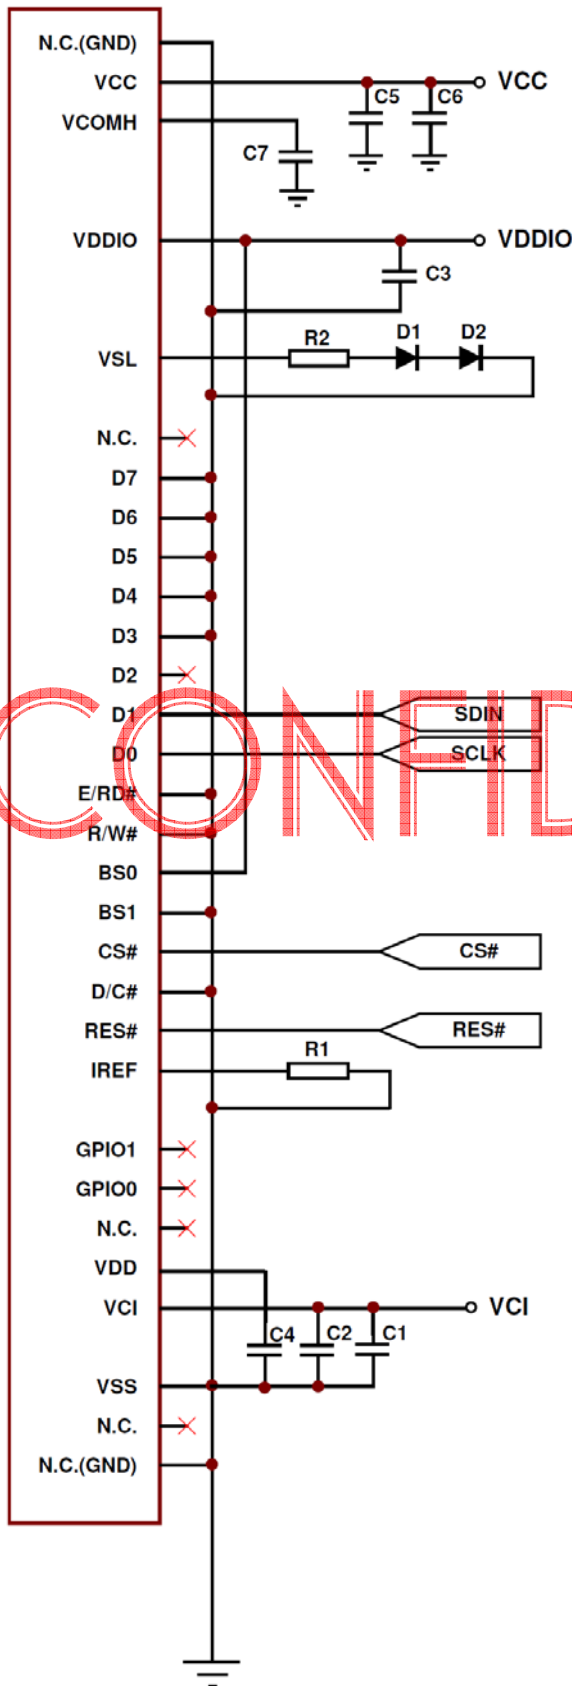 N.C.(GND)
VCC
C5
C6
VCC
VCOMH
C7
VDDIO
VDDIO
C3
VSL
R2
D1
D2
N.C.
D7
D6
D5
D4
D3
D2
D1
SDIN
D0
SCLK
CONFID
E/RD#
R/W#
BS0
BS1
CS#
CS#
D/C#
RES#
RES#
IREF
R1
GPIO1
GPIO0
N.C.
VDD
VCI
VCI
C4
C2
C1
VSS
N.C.
N.C.(GND)